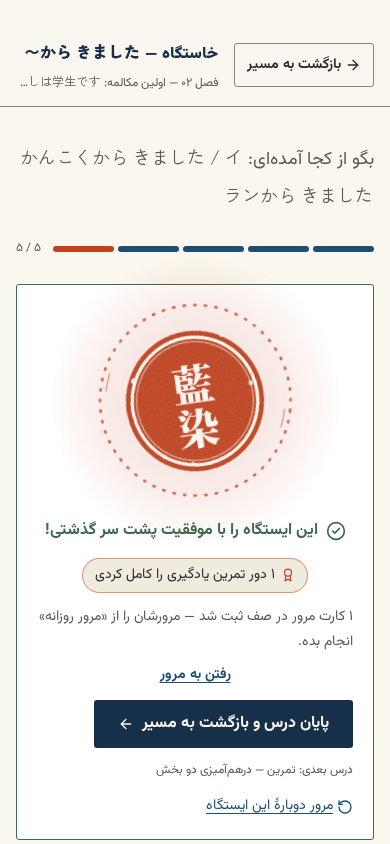 بازگشت به مسیر
خاستگاه — 〜から きました
فصل ۰۲ — اولین مکالمه: しは学生です…
بگو از کجا آمده‌ای: かんこくから きました / イ
ランから きました
۵ / ۵
藍
染
این ایستگاه را با موفقیت پشت سر گذشتی!
۱ دور تمرین یادگیری را کامل کردی
۱ کارت مرور در صف ثبت شد — مرورشان را از «مرور روزانه»
انجام بده.
رفتن به مرور
پایان درس و بازگشت به مسیر
درس بعدی: تمرین — درهم‌آمیزی دو بخش
مرور دوبارهٔ این ایستگاه